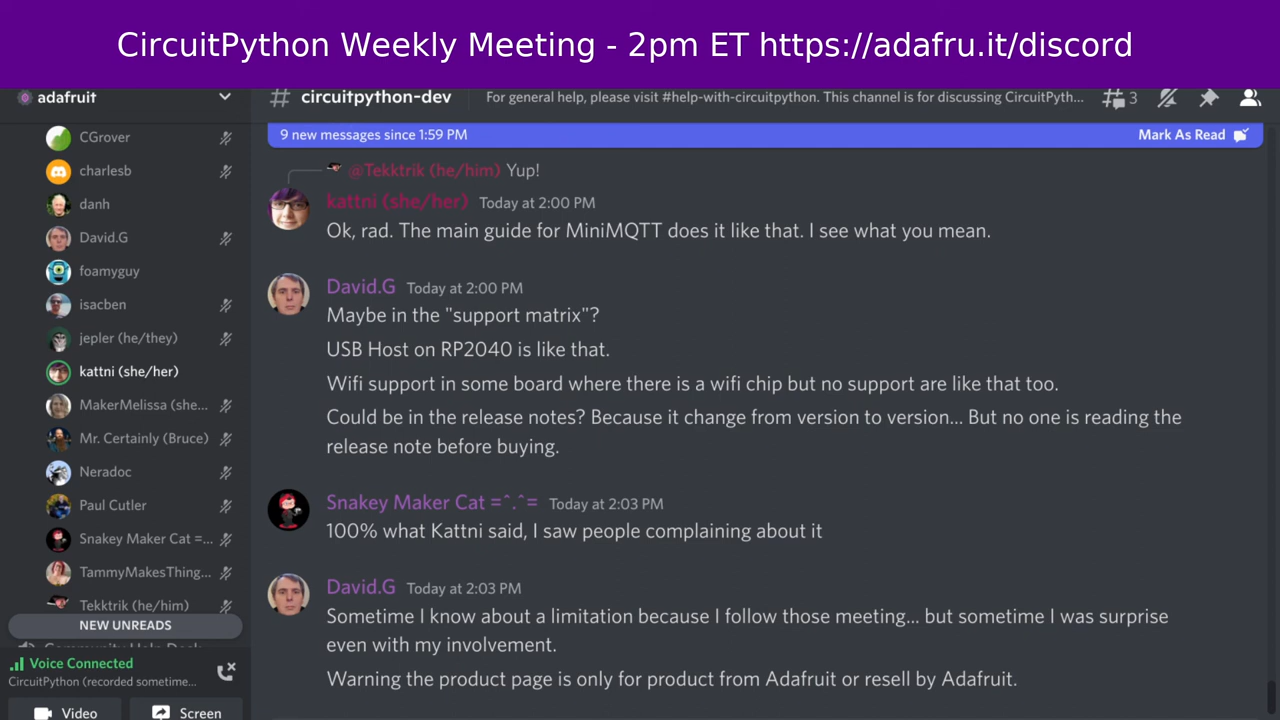 CircuitPython Weekly Meeting - 2pm ET https://adafru.it/discord
adafruit
CGrover
charlesb
danh
David.G
foamyguy
isacben
jepler (he/they)
kattni (she/her)
MakerMelissa (she...
Mr. Certainly (Bruce)
Neradoc
Paul Cutler
Snakey Maker Cat =...
TammyMakesThing...
Tekktrik (he/him)
NEW UNREADS
Community Help Desk
Voice Connected
CircuitPython (recorded sometime...
Video
Screen
# circuitpython-dev
For general help, please visit #help-with-circuitpython. This channel is for discussing CircuitPyth...
3
9 new messages since 1:59 PM
Mark As Read
@Tekktrik (he/him) Yup!
kattni (she/her) Today at 2:00 PM
Ok, rad. The main guide for MiniMQTT does it like that. I see what you mean.
David.G Today at 2:00 PM
Maybe in the "support matrix"?
USB Host on RP2040 is like that.
Wifi support in some board where there is a wifi chip but no support are like that too.
Could be in the release notes? Because it change from version to version... But no one is reading the
release note before buying.
Snakey Maker Cat =^.^= Today at 2:03 PM
100% what Kattni said, I saw people complaining about it
David.G Today at 2:03 PM
Sometime I know about a limitation because I follow those meeting... but sometime I was surprise
even with my involvement.
Warning the product page is only for product from Adafruit or resell by Adafruit.